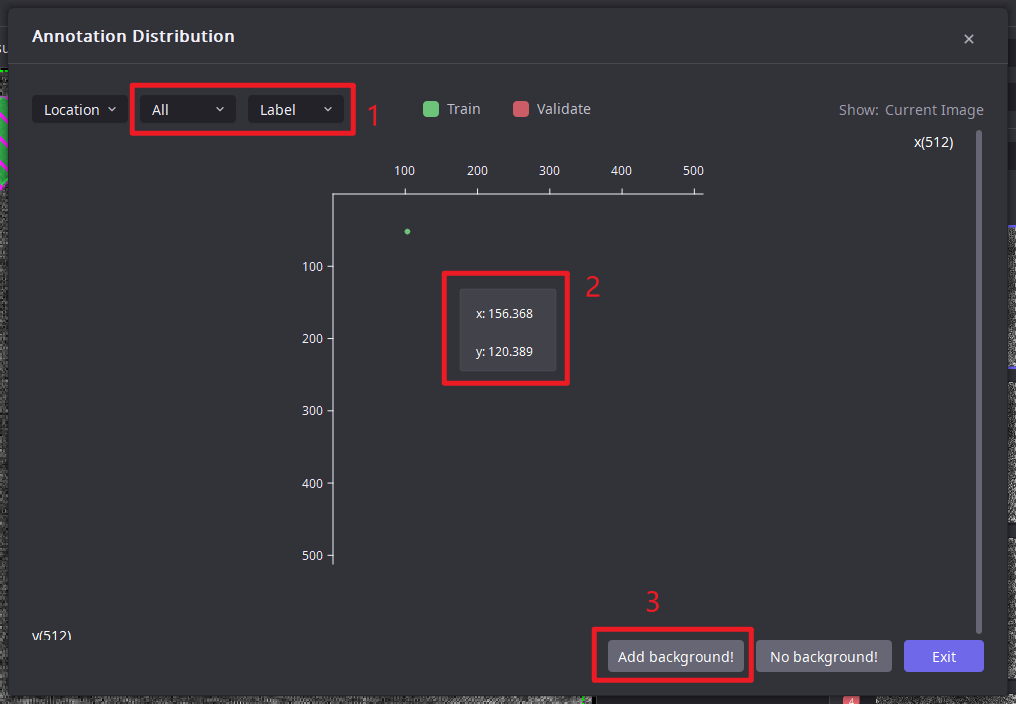 Annotation Distribution
Location All Label 1 Train Validate Show: Current Image
x(512)
100 200 300 400 500
100
200
300
400
500
x: 156.368
y: 120.389
2
3
y(512)
Add background! No background! Exit
4